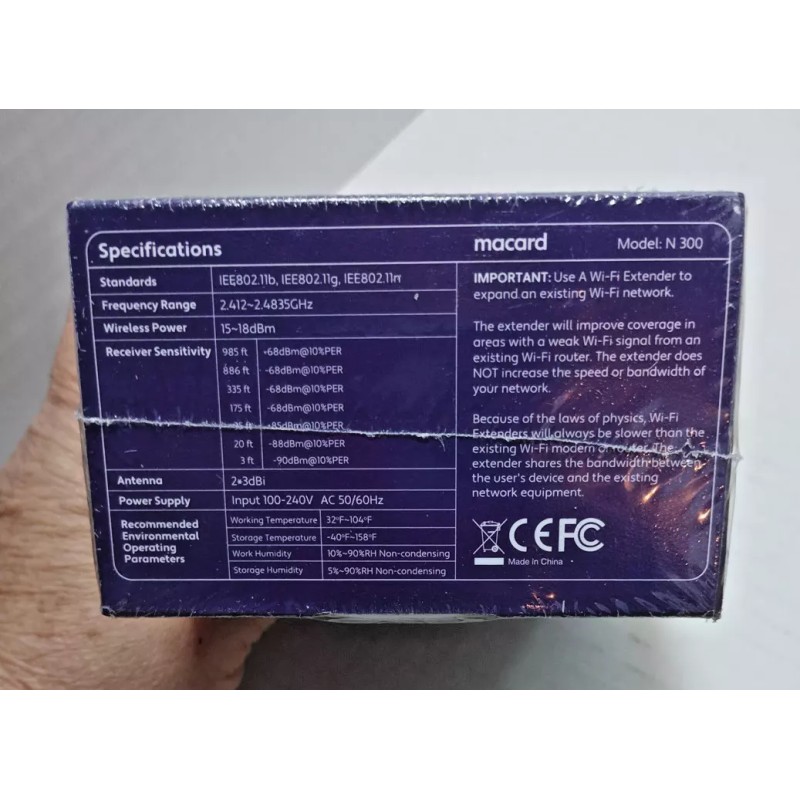 Specifications
Standards IEE802.11b, IEE802.11g, IEE802.11n
Frequency Range 2.412~2.4835GHz
Wireless Power 15~18dBm
Receiver Sensitivity 985 ft -68dBm@10%PER
886 ft -68dBm@10%PER
335 ft -68dBm@10%PER
175 ft -68dBm@10%PER
ft -85dBm@10%PER
20 ft -88dBm@10%PER
3 ft -90dBm@10%PER
Antenna 2*3dBi
Power Supply Input 100-240V AC 50/60Hz
Recommended
Environmental
Operating
Parameters
Working Temperature 32°F~104°F
Storage Temperature -40°F~158°F
Work Humidity 10%~90%RH Non-condensing
Storage Humidity 5%~90%RH Non-condensing
macard Model: N 300
IMPORTANT: Use A Wi-Fi Extender to
expand an existing Wi-Fi network.
The extender will improve coverage in
areas with a weak Wi-Fi signal from an
existing Wi-Fi router. The extender does
NOT increase the speed or bandwidth of
your network.
Because of the laws of physics, Wi-Fi
Extenders will always be slower than the
existing Wi-Fi modem or router. The
extender shares the bandwidth between
the user's device and the existing
network equipment.
CE FC
Made in China